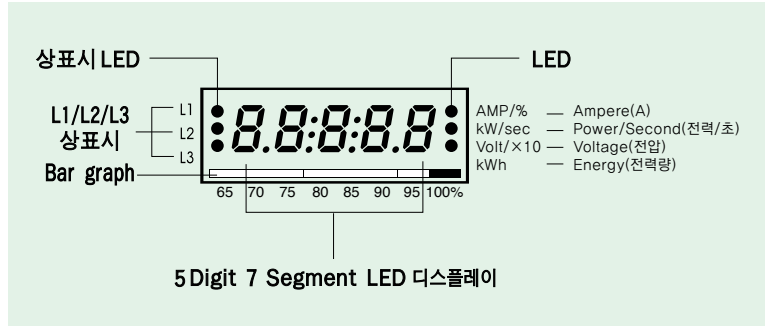 상표시 LED
LED
L1/L2/L3
상표시
L1
L2
L3
8.8:8:8.8
AMP/% — Ampere(A)
kW/sec — Power/Second(전력/초)
Volt/×10 — Voltage(전압)
kWh — Energy(전력량)
Bar graph
65 70 75 80 85 90 95 100%
5 Digit 7 Segment LED 디스플레이